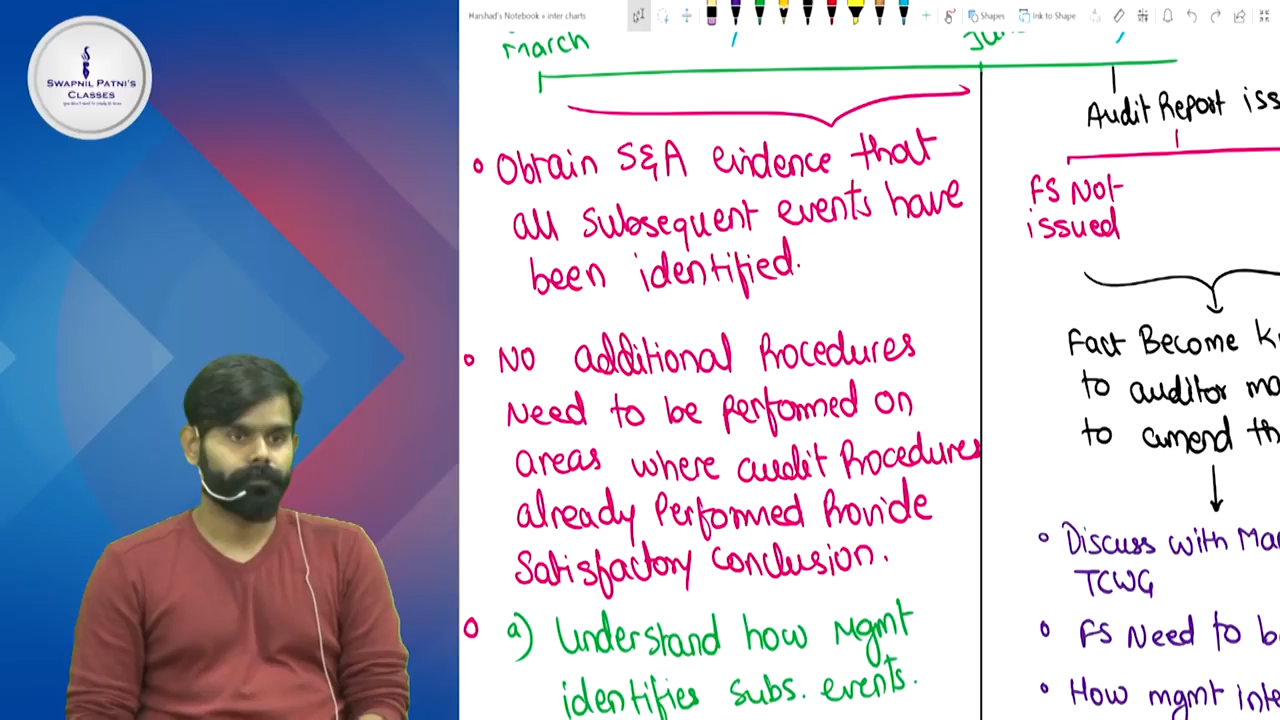 SWAPNIL PATNI'S
CLASSES
Harshad's Notebook » inter charts
Shapes
Ink to Shape
March
Audit Report iss
• Obtain S&A evidence that
all subsequent events have
been identified.
• No additional Procedures
Need to be performed on
areas where audit Procedures
already Performed Provide
Satisfactory conclusion.
a) Understand how Mgmt
identifies subs. events.
FS Not
issued
Fact Become K
to auditor ma
to amend th
• Discuss with Ma
TCWG
• FS Need to b
• How mgmt inte